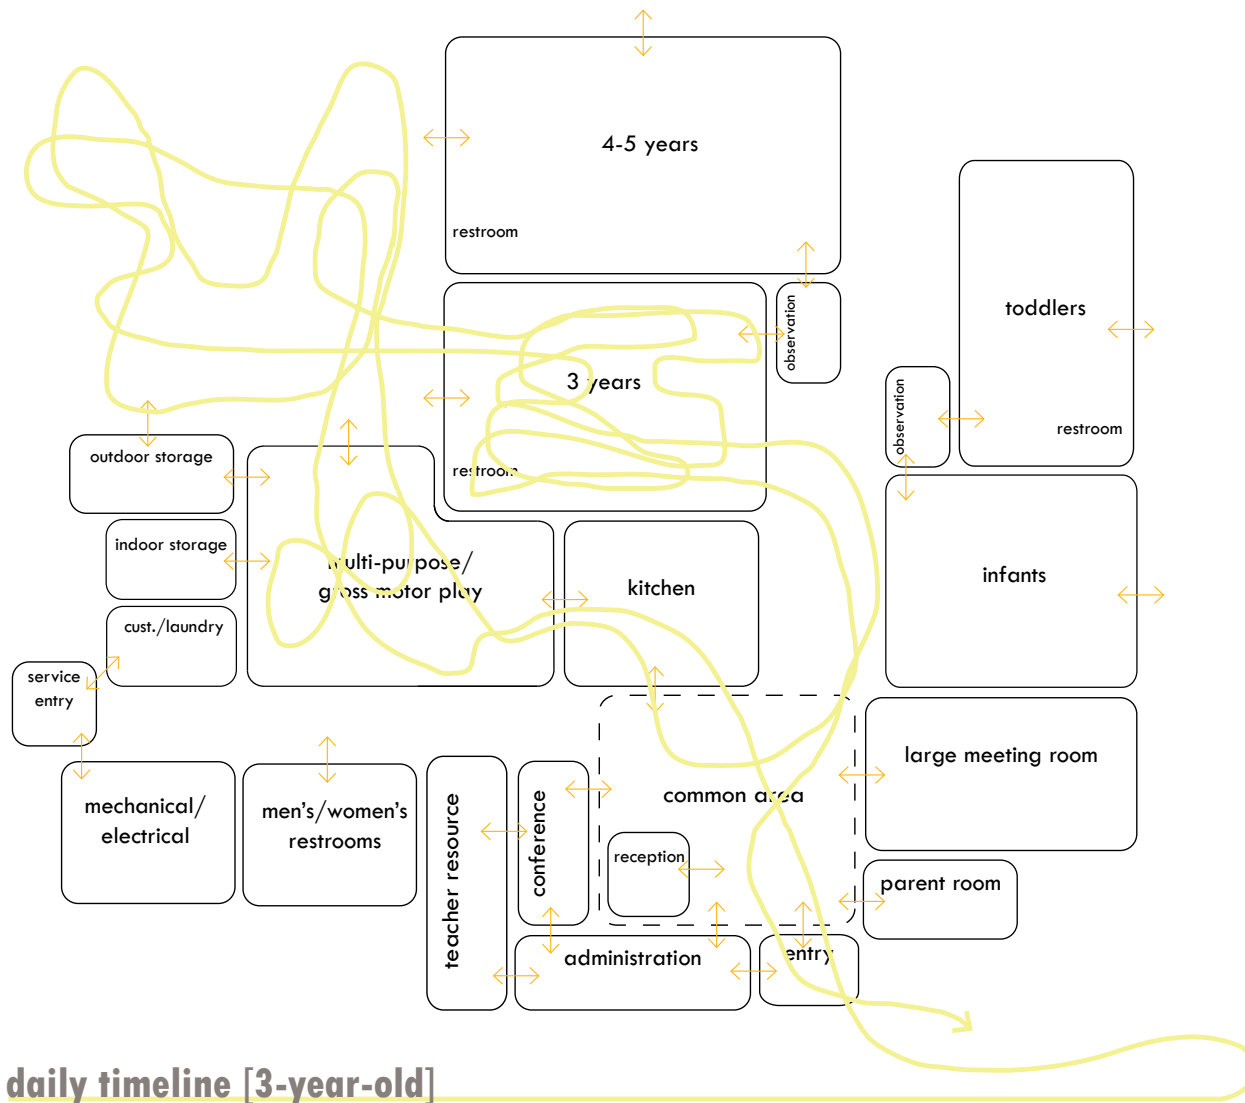 4-5 years
restroom
observation
toddlers
restroom
3 years
restroom
observation
outdoor storage
indoor storage
multi-purpose/
gross motor play
kitchen
infants
cust./laundry
service
entry
large meeting room
mechanical/
electrical
men's/women's
restrooms
teacher resource
conference
common area
reception
parent room
administration
entry
daily timeline [3-year-old]